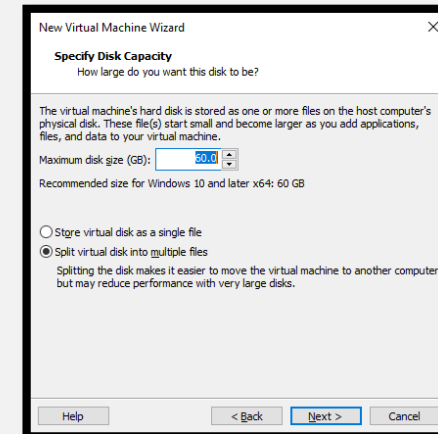 New Virtual Machine Wizard
Specify Disk Capacity
How large do you want this disk to be?
The virtual machine's hard disk is stored as one or more files on the host computer's
physical disk. These file(s) start small and become larger as you add applications,
files, and data to your virtual machine.
Maximum disk size (GB): 60.0
Recommended size for Windows 10 and later x64: 60 GB
Store virtual disk as a single file
Split virtual disk into multiple files
Splitting the disk makes it easier to move the virtual machine to another computer
but may reduce performance with very large disks.
Help < Back Next > Cancel